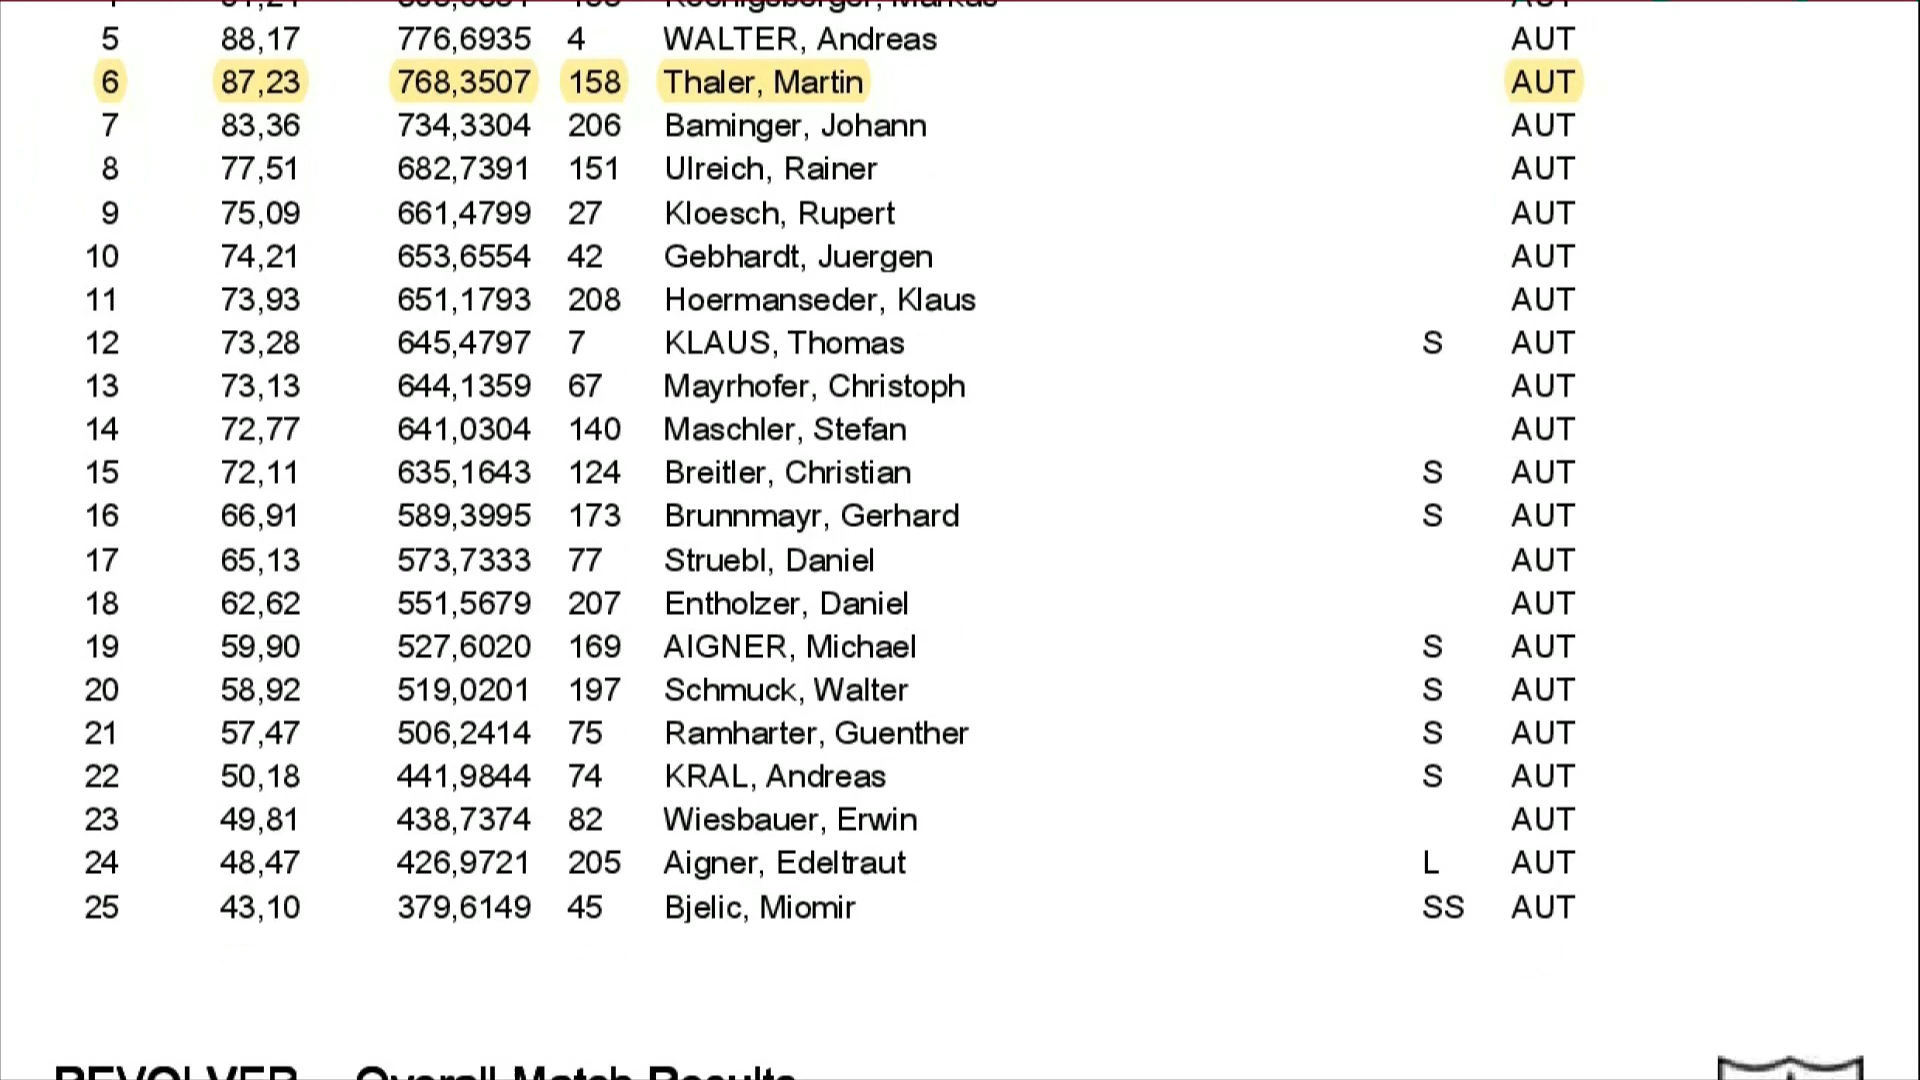 5 88,17 776,6935 4 WALTER, Andreas AUT
6 87,23 768,3507 158 Thaler, Martin AUT
7 83,36 734,3304 206 Baminger, Johann AUT
8 77,51 682,7391 151 Ulreich, Rainer AUT
9 75,09 661,4799 27 Kloesch, Rupert AUT
10 74,21 653,6554 42 Gebhardt, Juergen AUT
11 73,93 651,1793 208 Hoermanseder, Klaus AUT
12 73,28 645,4797 7 KLAUS, Thomas S AUT
13 73,13 644,1359 67 Mayrhofer, Christoph AUT
14 72,77 641,0304 140 Maschler, Stefan AUT
15 72,11 635,1643 124 Breitler, Christian S AUT
16 66,91 589,3995 173 Brunnmayr, Gerhard S AUT
17 65,13 573,7333 77 Struebl, Daniel AUT
18 62,62 551,5679 207 Entholzer, Daniel AUT
19 59,90 527,6020 169 AIGNER, Michael S AUT
20 58,92 519,0201 197 Schmuck, Walter S AUT
21 57,47 506,2414 75 Ramharter, Guenther S AUT
22 50,18 441,9844 74 KRAL, Andreas S AUT
23 49,81 438,7374 82 Wiesbauer, Erwin AUT
24 48,47 426,9721 205 Aigner, Edeltraut L AUT
25 43,10 379,6149 45 Bjelic, Miomir SS AUT
REVOLVER Overall Match Results